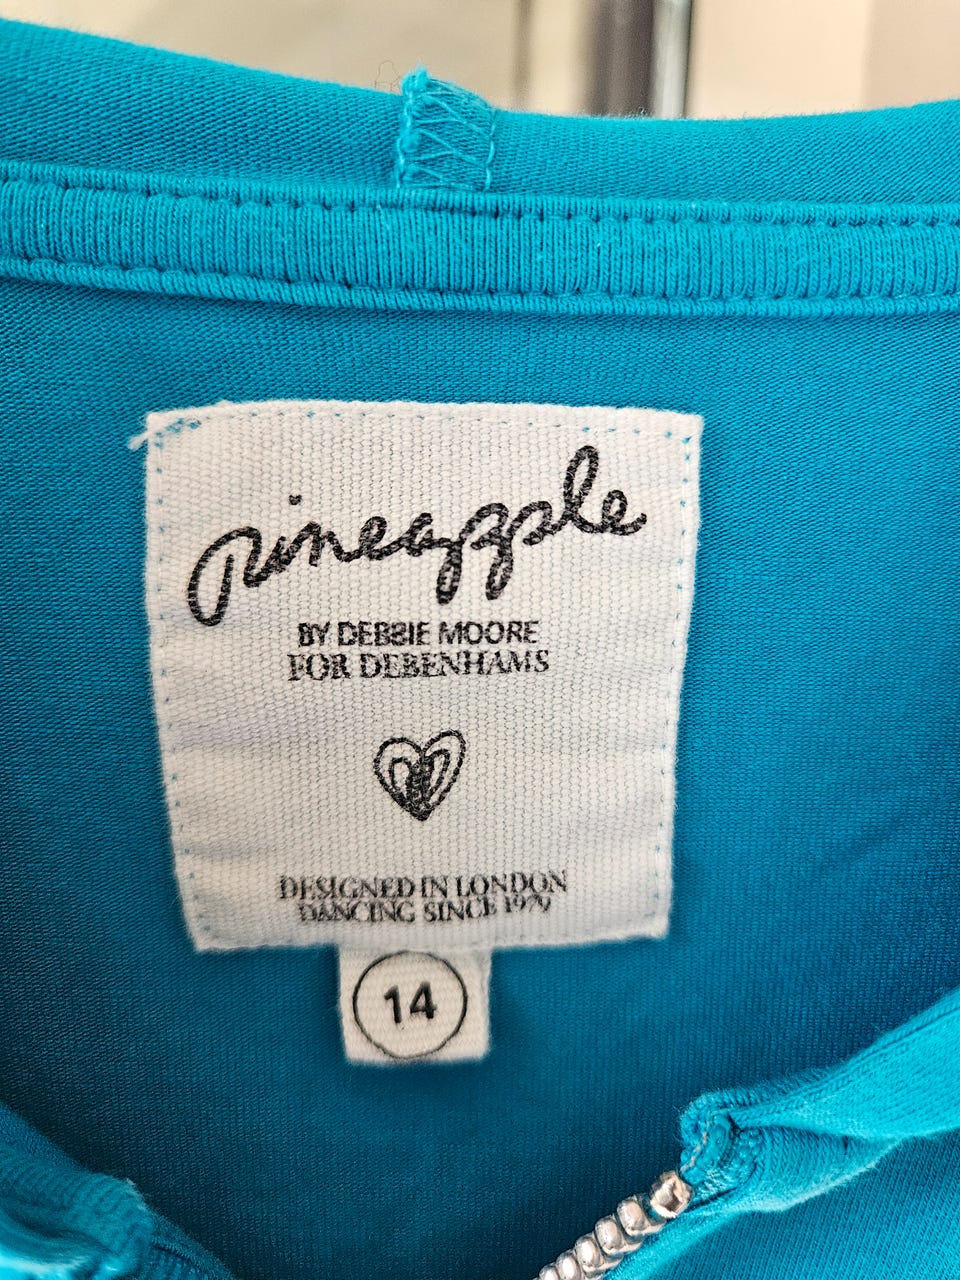 pineapple
BY DEBBIE MOORE
FOR DEBENHAMS
DESIGNED IN LONDON
DANCING SINCE 1979
14